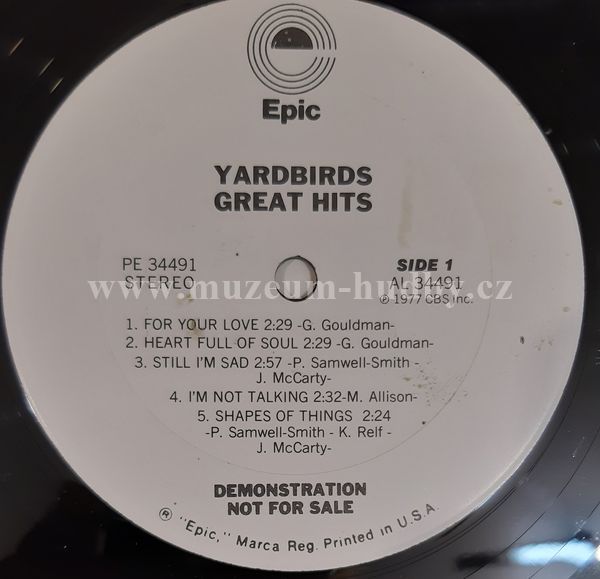 Epic
YARDBIRDS
GREAT HITS
PE 34491
STEREO
SIDE 1
AL 34491
℗ 1977 CBS Inc.
www.muzeum-hudby.cz
1. FOR YOUR LOVE 2:29 -G. Gouldman-
2. HEART FULL OF SOUL 2:29 -G. Gouldman-
3. STILL I'M SAD 2:57 -P. Samwell-Smith -
J. McCarty-
4. I'M NOT TALKING 2:32-M. Allison-
5. SHAPES OF THINGS 2:24
-P. Samwell-Smith - K. Relf -
J. McCarty-
DEMONSTRATION
NOT FOR SALE
® "Epic," Marca Reg. Printed in U.S.A.